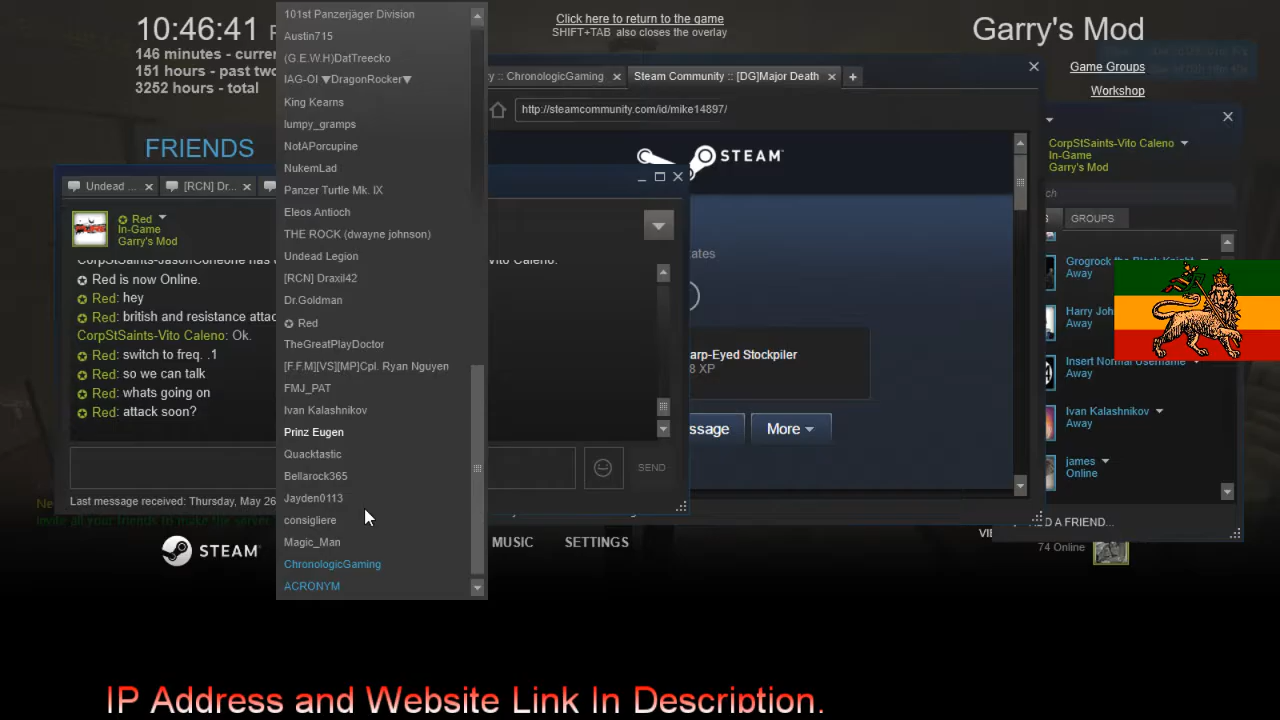 10:46:41
146 minutes - curre
151 hours - past two
3252 hours - total
Click here to return to the game
SHIFT+TAB also closes the overlay
Garry's Mod
Game Groups
Workshop
FRIENDS
101st Panzerjäger Division
Austin715
(G.E.W.H)DatTreecko
IAG-OI ▼DragonRocker▼
King Kearns
lumpy_gramps
NotAPorcupine
NukemLad
Panzer Turtle Mk. IX
Eleos Antioch
THE ROCK (dwayne johnson)
Undead Legion
[RCN] Draxil42
Dr.Goldman
Red
TheGreatPlayDoctor
[F.F.M][VS][MP]Cpl. Ryan Nguyen
FMJ_PAT
Ivan Kalashnikov
Prinz Eugen
Quacktastic
Bellarock365
Jayden0113
consigliere
Magic_Man
ChronologicGaming
ACRONYM
Undead ...
[RCN] Dr...
Red
In-Game
Garry's Mod
Red is now Online.
Red: hey
Red: british and resistance attac
CorpStSaints-Vito Caleno: Ok.
Red: switch to freq. .1
Red: so we can talk
Red: whats going on
Red: attack soon?
SEND
Last message received: Thursday, May 26
y :: ChronologicGaming
Steam Community :: [DG]Major Death
http://steamcommunity.com/id/mike14897/
STEAM
tates
arp-Eyed Stockpiler
8 XP
ssage
More
CorpStSaints-Vito Caleno
In-Game
Garry's Mod
ch
S
GROUPS
Grogrock the Black Knight
Away
Harry Joh
Away
Insert Normal Username
Away
Ivan Kalashnikov
Away
james
Online
DD A FRIEND...
74 Online
STEAM
MUSIC
SETTINGS
VI
IP Address and Website Link In Description.